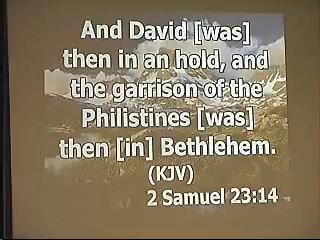 And David [was]
then in an hold, and
the garrison of the
Philistines [was]
then [in] Bethlehem.
(KJV)
2 Samuel 23:14